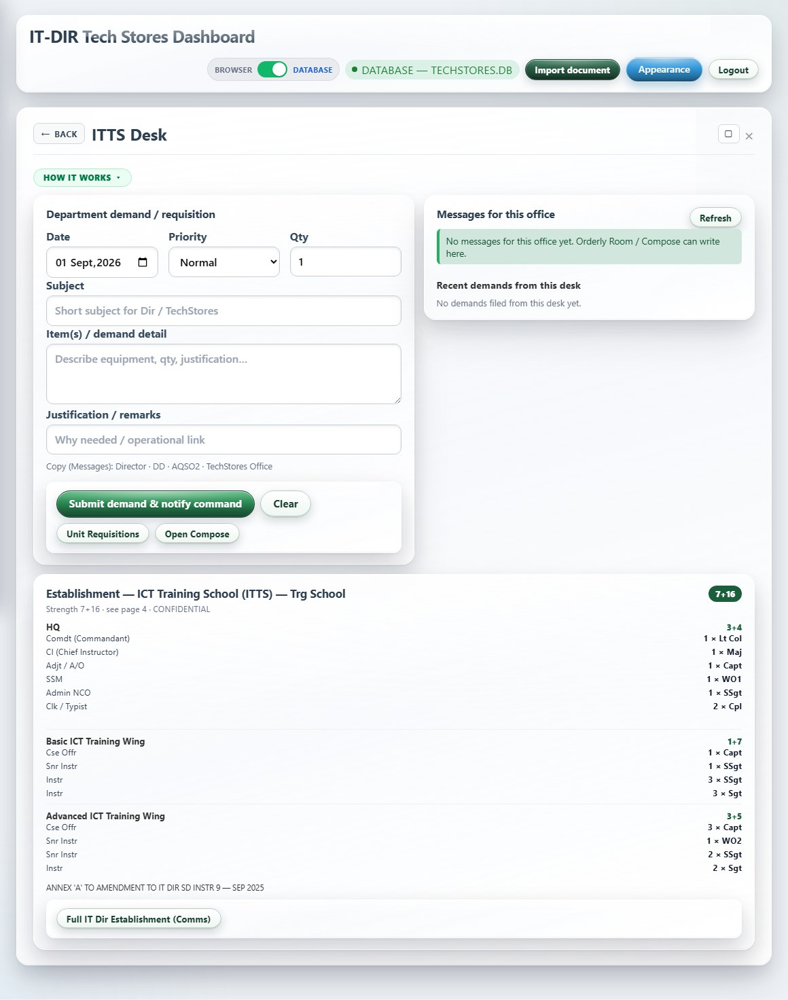 IT-DIR Tech Stores Dashboard
BROWSER DATABASE DATABASE — TECHSTORES.DB Import document Appearance Logout
← BACK ITTS Desk ×
HOW IT WORKS
Department demand / requisition
Date Priority Qty
01 Sept,2026 Normal 1
Subject
Short subject for Dir / TechStores
Item(s) / demand detail
Describe equipment, qty, justification...
Justification / remarks
Why needed / operational link
Copy (Messages): Director · DD · AQSO2 · TechStores Office
Submit demand & notify command Clear
Unit Requisitions Open Compose
Messages for this office Refresh
No messages for this office yet. Orderly Room / Compose can write
here.
Recent demands from this desk
No demands filed from this desk yet.
Establishment — ICT Training School (ITTS) — Trg School 7+16
Strength 7+16 · see page 4 · CONFIDENTIAL
HQ 3+4
Comdt (Commandant) 1 × Lt Col
CI (Chief Instructor) 1 × Maj
Adjt / A/O 1 × Capt
SSM 1 × WO1
Admin NCO 1 × SSgt
Clk / Typist 2 × Cpl
Basic ICT Training Wing 1+7
Cse Offr 1 × Capt
Snr Instr 1 × SSgt
Instr 3 × SSgt
Instr 3 × Sgt
Advanced ICT Training Wing 3+5
Cse Offr 3 × Capt
Snr Instr 1 × WO2
Snr Instr 2 × SSgt
Instr 2 × Sgt
ANNEX 'A' TO AMENDMENT TO IT DIR SD INSTR 9 — SEP 2025
Full IT Dir Establishment (Comms)